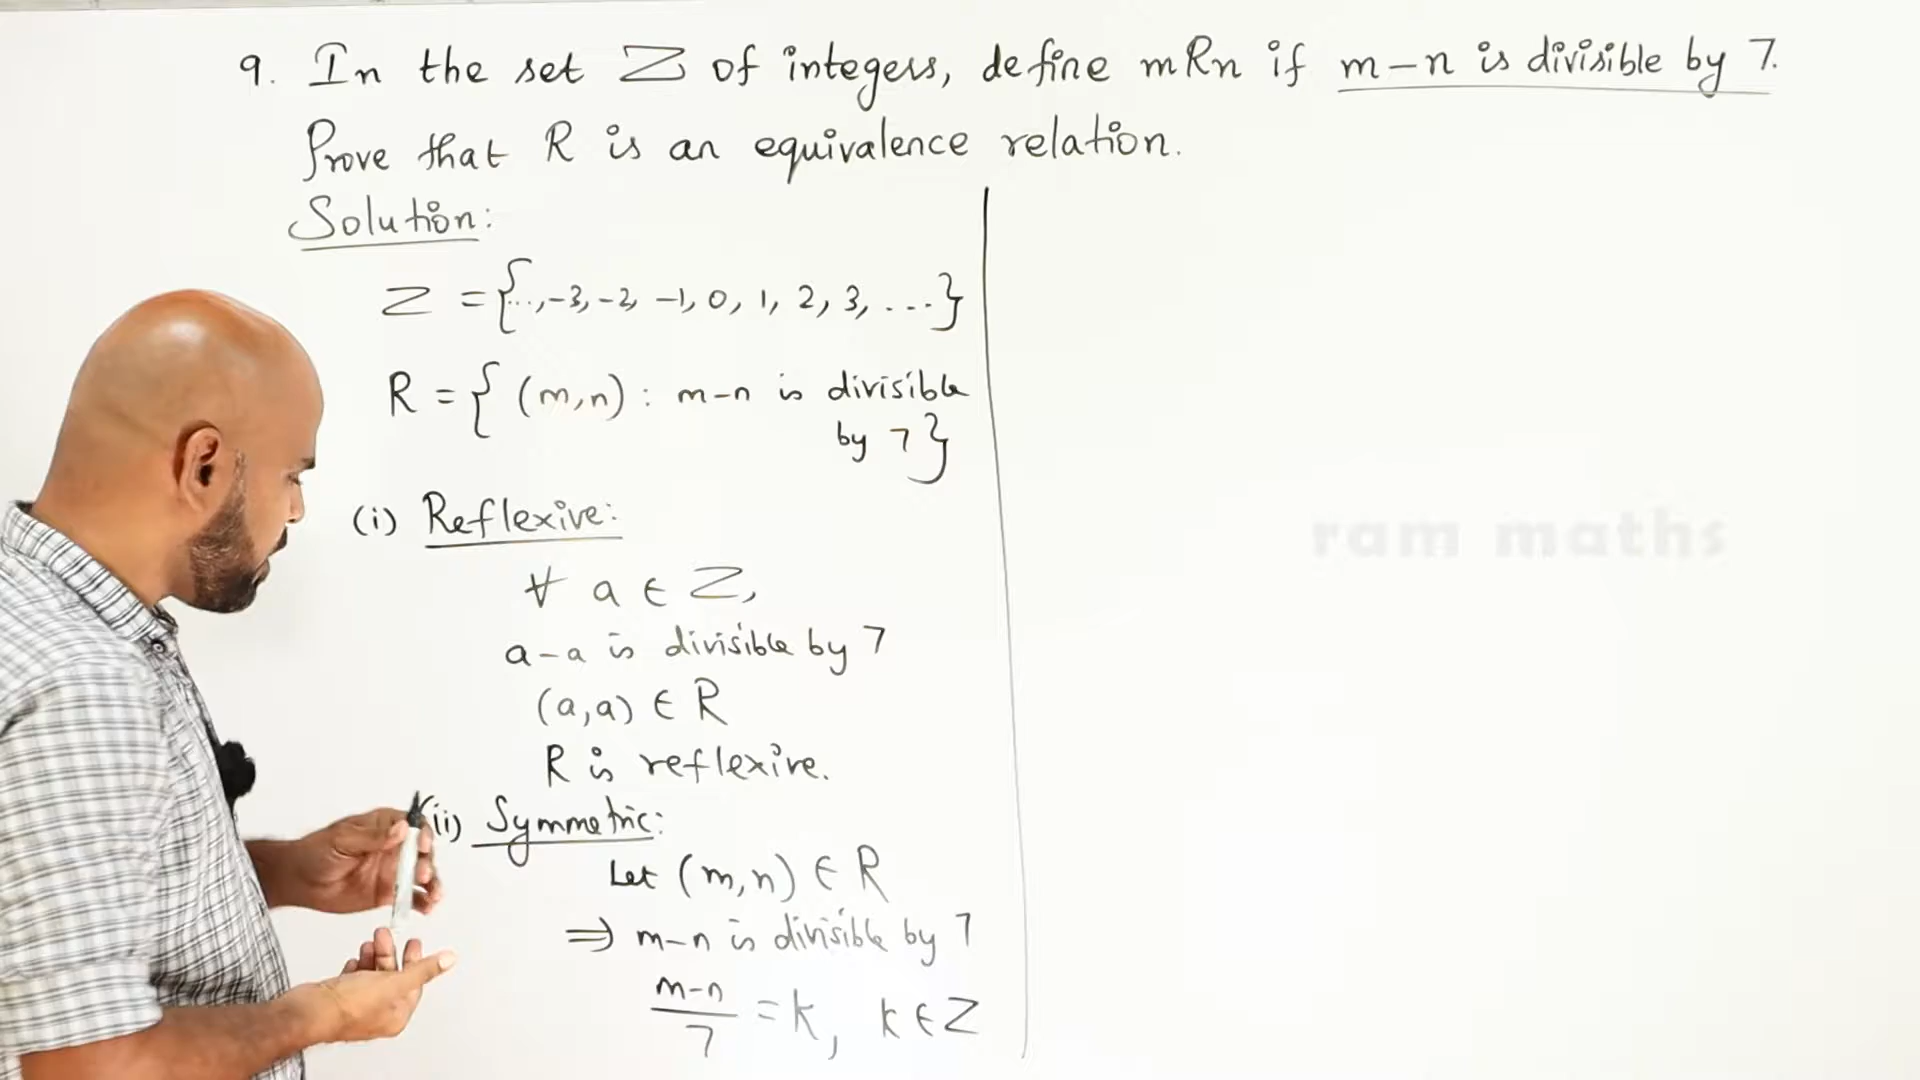 9. In the set Z of integers, define mRn if m-n is divisible by 7.
Prove that R is an equivalence relation.
Solution:
Z = {..., -3, -2, -1, 0, 1, 2, 3, ....}
R = { (m,n) : m-n is divisible
by 7 }
(i) Reflexive:
∀ a ∈ Z,
a-a is divisible by 7
(a,a) ∈ R
R is reflexive.
(ii) Symmetric:
Let (m,n) ∈ R
⇒ m-n is divisible by 7
m-n
/7 = k, k ∈ Z
ram maths